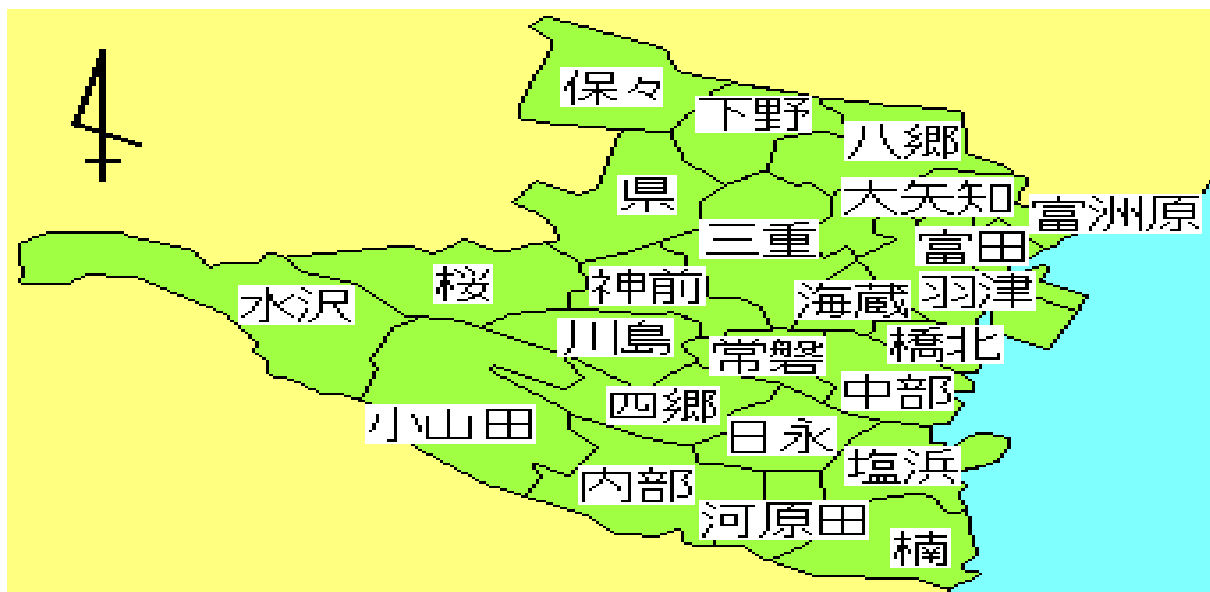 保々
下野
八郷
県
大矢知
富洲原
三重
富田
桜
神前
海蔵
羽津
水沢
川島
常磐
橋北
四郷
中部
小山田
日永
塩浜
内部
河原田
楠